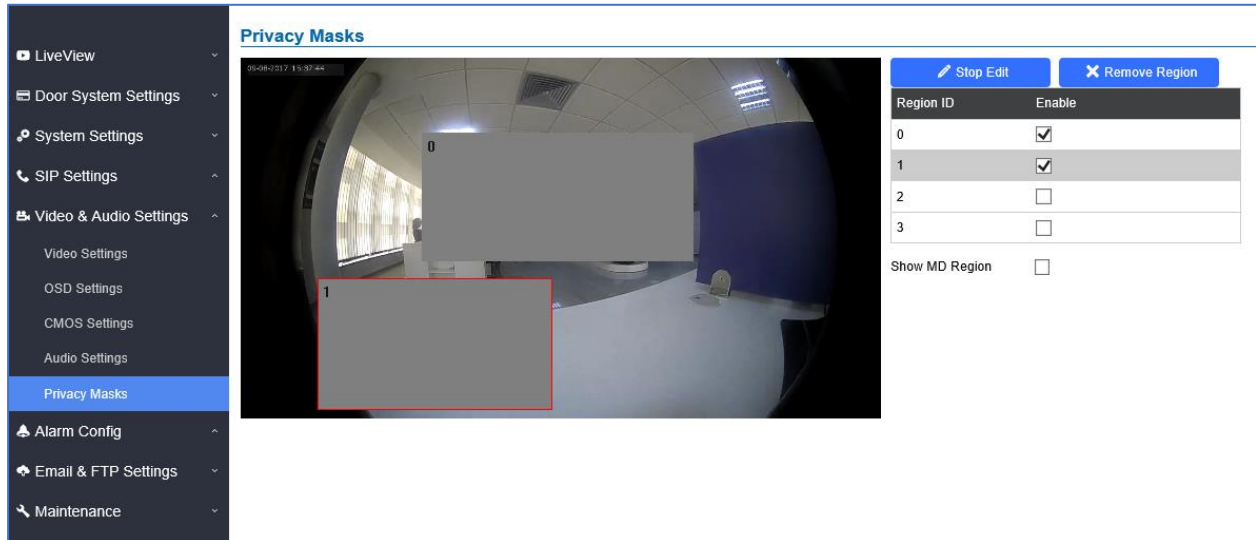 Privacy Masks
LiveView
Door System Settings
System Settings
SIP Settings
Video & Audio Settings
Video Settings
OSD Settings
CMOS Settings
Audio Settings
Privacy Masks
Alarm Config
Email & FTP Settings
Maintenance
0
1
Stop Edit
Remove Region
Region ID Enable
0
1
2
3
Show MD Region